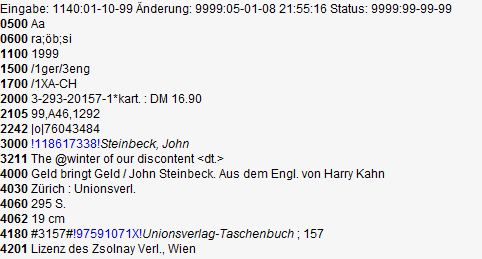 Eingabe: 1140:01-10-99 Änderung: 9999:05-01-08 21:55:16 Status: 9999:99-99-99
0500 Aa
0600 ra;öb;si
1100 1999
1500 /1ger/3eng
1700 /1XA-CH
2000 3-293-20157-1*kart. : DM 16.90
2105 99,A46,1292
2242 |o|76043484
3000 !118617338!Steinbeck, John
3211 The @winter of our discontent <dt.>
4000 Geld bringt Geld / John Steinbeck. Aus dem Engl. von Harry Kahn
4030 Zürich : Unionsverl.
4060 295 S.
4062 19 cm
4180 #3157#!97591071X!Unionsverlag-Taschenbuch ; 157
4201 Lizenz des Zsolnay Verl., Wien